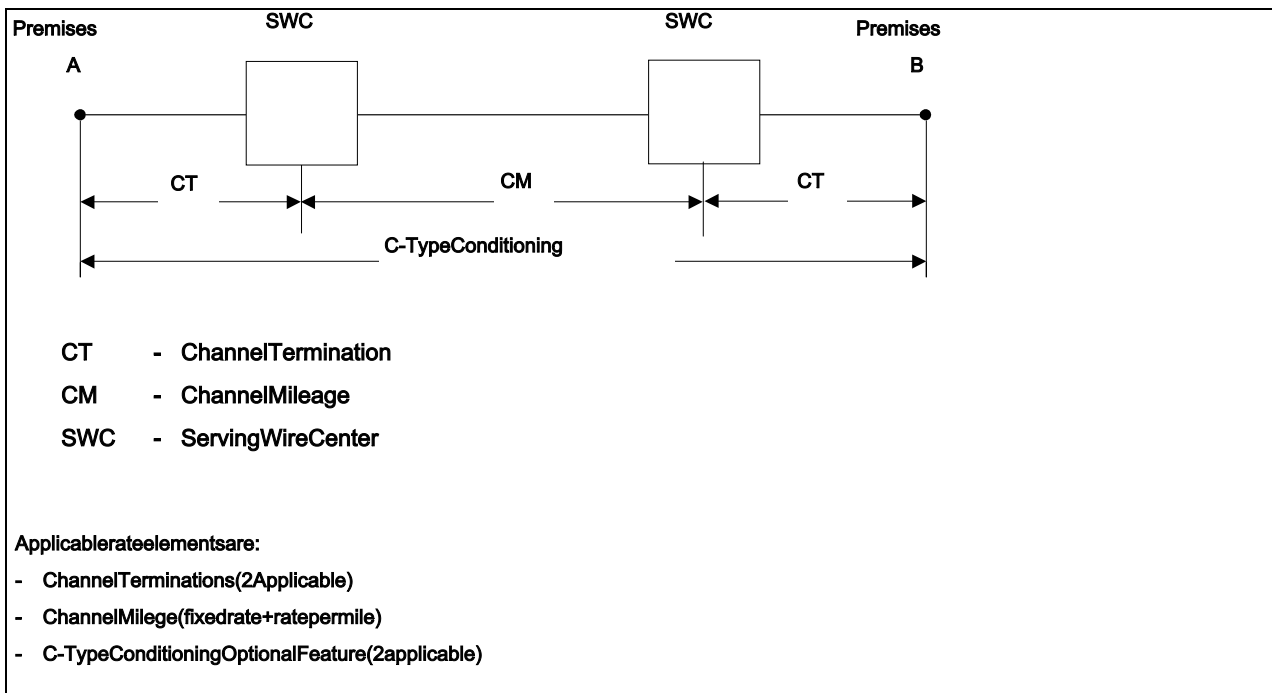 Premises SWC SWC Premises
A B
CT CM CT
C-TypeConditioning
CT - ChannelTermination
CM - ChannelMileage
SWC - ServingWireCenter
Applicablerateelementsare:
- ChannelTerminations(2Applicable)
- ChannelMilege(fixedrate+ratepermile)
- C-TypeConditioningOptionalFeature(2applicable)